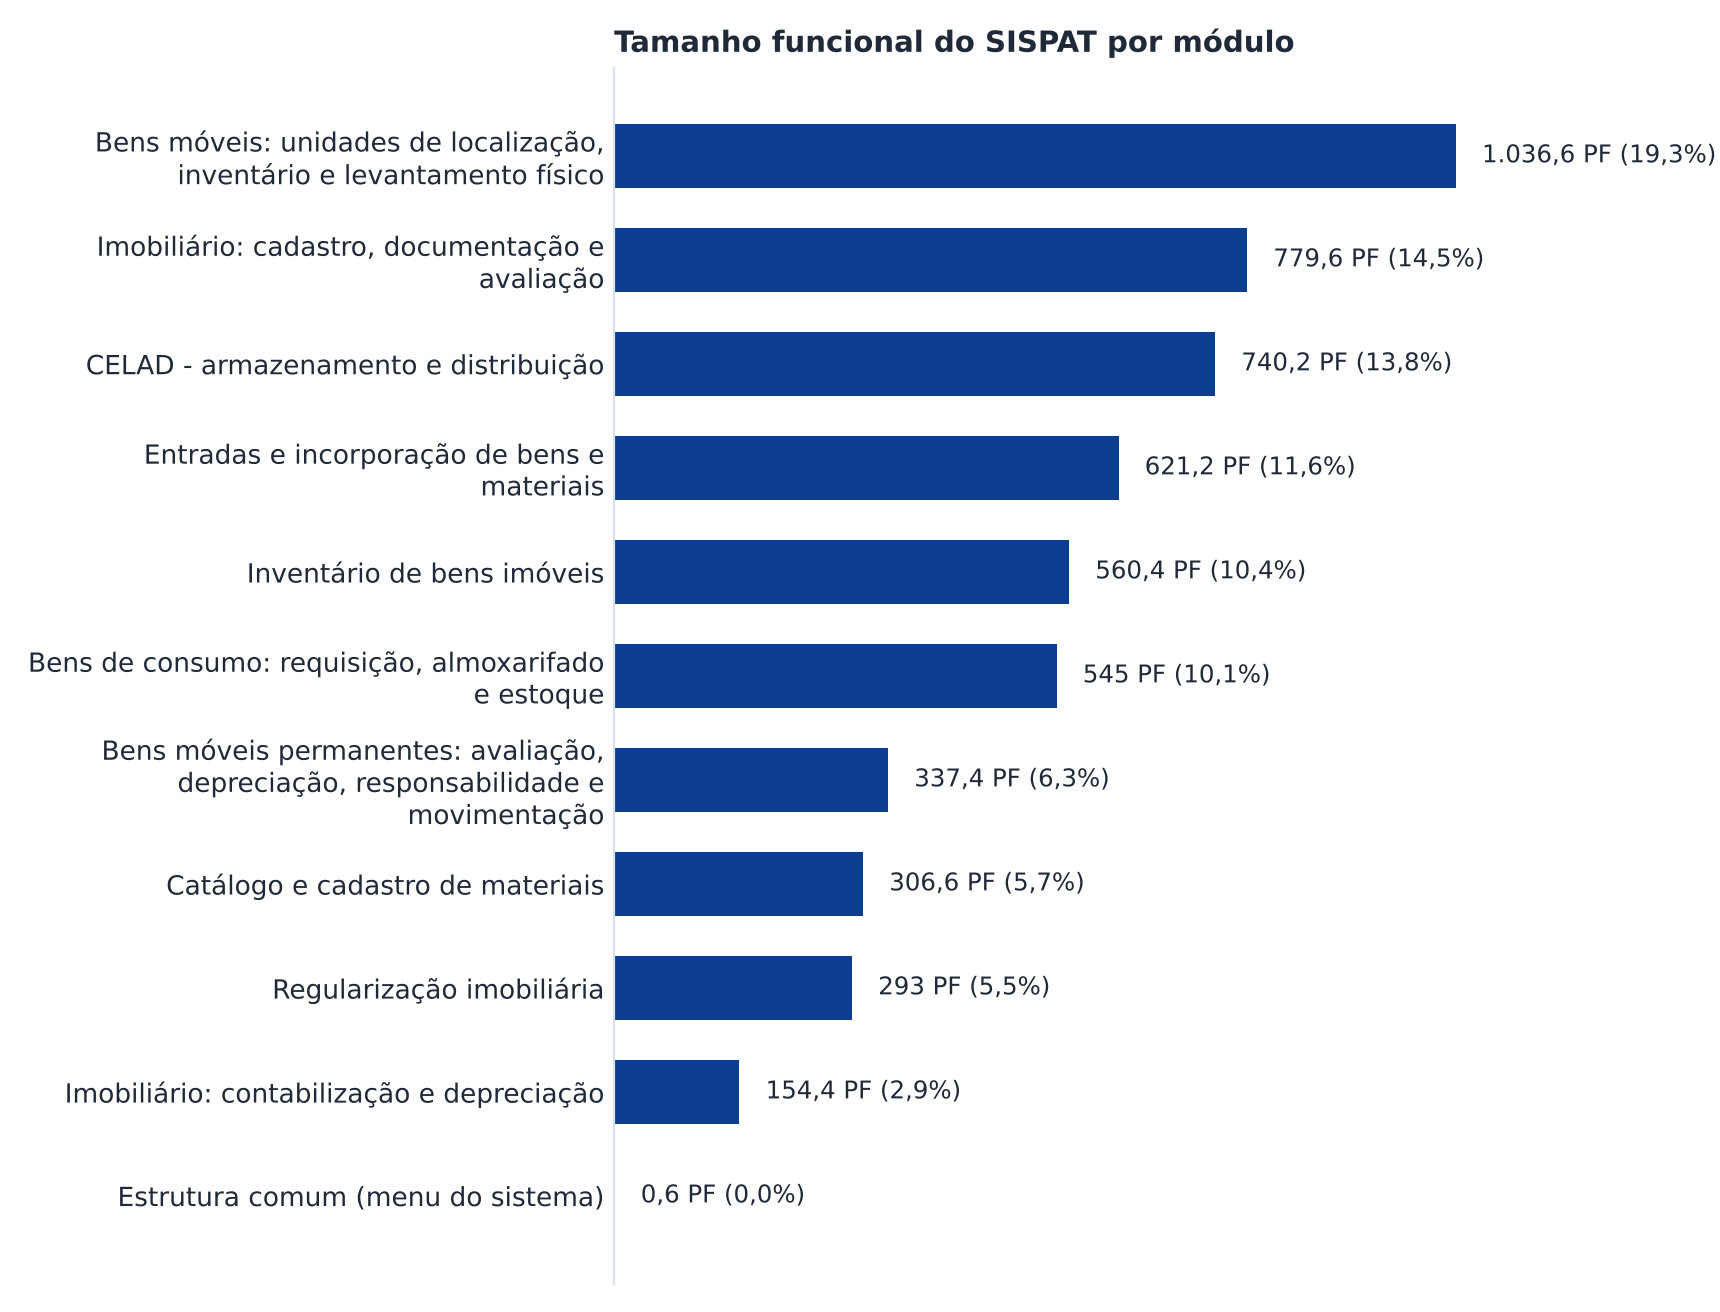 Tamanho funcional do SISPAT por módulo
Bens móveis: unidades de localização,
inventário e levantamento físico
1.036,6 PF (19,3%)
Imobiliário: cadastro, documentação e
avaliação
779,6 PF (14,5%)
CELAD - armazenamento e distribuição
740,2 PF (13,8%)
Entradas e incorporação de bens e
materiais
621,2 PF (11,6%)
Inventário de bens imóveis
560,4 PF (10,4%)
Bens de consumo: requisição, almoxarifado
e estoque
545 PF (10,1%)
Bens móveis permanentes: avaliação,
depreciação, responsabilidade e
movimentação
337,4 PF (6,3%)
Catálogo e cadastro de materiais
306,6 PF (5,7%)
Regularização imobiliária
293 PF (5,5%)
Imobiliário: contabilização e depreciação
154,4 PF (2,9%)
Estrutura comum (menu do sistema)
0,6 PF (0,0%)